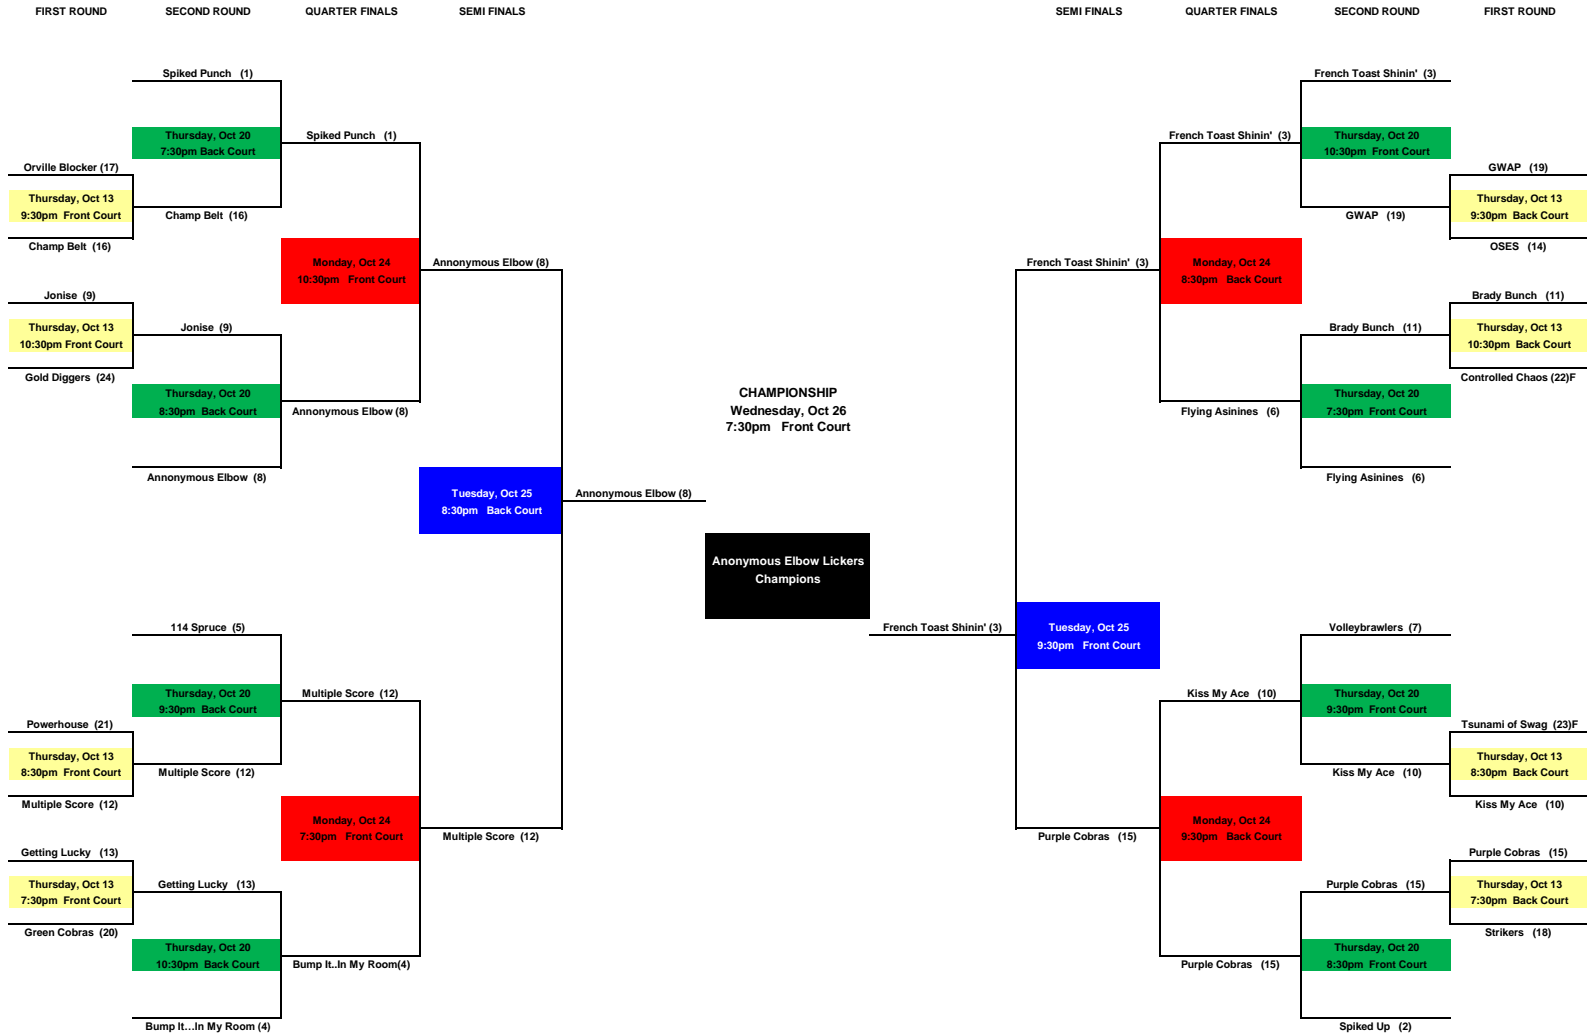 FIRST ROUND
SECOND ROUND
QUARTER FINALS
SEMI FINALS
SEMI FINALS
QUARTER FINALS
SECOND ROUND
FIRST ROUND
Spiked Punch (1)
Thursday, Oct 20
7:30pm Back Court
Spiked Punch (1)
Orville Blocker (17)
Thursday, Oct 13
9:30pm Front Court
Champ Belt (16)
Champ Belt (16)
Monday, Oct 24
10:30pm Front Court
Annonymous Elbow (8)
Jonise (9)
Thursday, Oct 13
10:30pm Front Court
Jonise (9)
Gold Diggers (24)
Thursday, Oct 20
8:30pm Back Court
Annonymous Elbow (8)
Annonymous Elbow (8)
Tuesday, Oct 25
8:30pm Back Court
Annonymous Elbow (8)
114 Spruce (5)
Thursday, Oct 20
9:30pm Back Court
Multiple Score (12)
Powerhouse (21)
Thursday, Oct 13
8:30pm Front Court
Multiple Score (12)
Multiple Score (12)
Monday, Oct 24
7:30pm Front Court
Multiple Score (12)
Getting Lucky (13)
Thursday, Oct 13
7:30pm Front Court
Getting Lucky (13)
Green Cobras (20)
Thursday, Oct 20
10:30pm Back Court
Bump It..In My Room(4)
Bump It...In My Room (4)
CHAMPIONSHIP
Wednesday, Oct 26
7:30pm Front Court
Anonymous Elbow Lickers
Champions
French Toast Shinin' (3)
French Toast Shinin' (3)
Thursday, Oct 20
10:30pm Front Court
French Toast Shinin' (3)
GWAP (19)
Thursday, Oct 13
9:30pm Back Court
GWAP (19)
OSES (14)
French Toast Shinin' (3)
Monday, Oct 24
8:30pm Back Court
Brady Bunch (11)
Brady Bunch (11)
Thursday, Oct 13
10:30pm Back Court
Controlled Chaos (22)F
Flying Asinines (6)
Thursday, Oct 20
7:30pm Front Court
Flying Asinines (6)
Tuesday, Oct 25
9:30pm Front Court
Volleybrawlers (7)
Kiss My Ace (10)
Thursday, Oct 20
9:30pm Front Court
Tsunami of Swag (23)F
Thursday, Oct 13
8:30pm Back Court
Kiss My Ace (10)
Kiss My Ace (10)
Purple Cobras (15)
Monday, Oct 24
9:30pm Back Court
Purple Cobras (15)
Purple Cobras (15)
Thursday, Oct 13
7:30pm Back Court
Strikers (18)
Purple Cobras (15)
Thursday, Oct 20
8:30pm Front Court
Spiked Up (2)